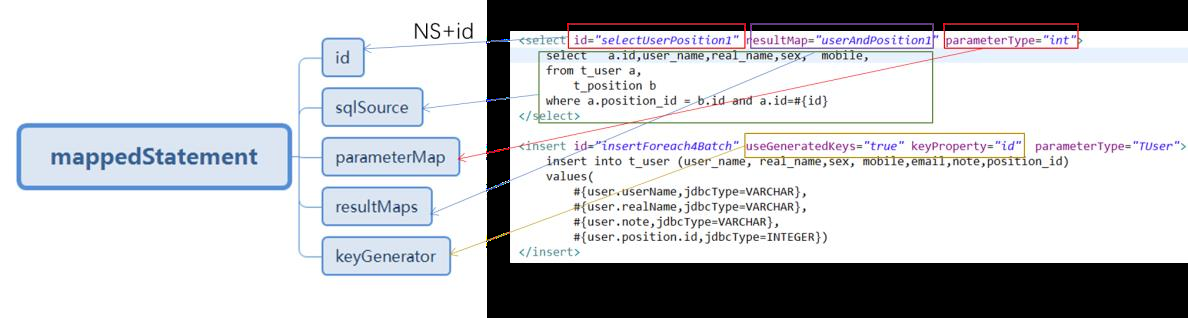 NS+id
mappedStatement
id
sqlSource
parameterMap
resultMaps
keyGenerator
<select id="selectUserPosition1" resultMap="userAndPosition1" parameterType="int">
select a.id,user_name,real_name,sex, mobile,
from t_user a,
t_position b
where a.position_id = b.id and a.id=#{id}
</select>
<insert id="insertForeach4Batch" useGeneratedKeys="true" keyProperty="id" parameterType="TUser">
insert into t_user (user_name, real_name,sex, mobile,email,note,position_id)
values(
#{user.userName,jdbcType=VARCHAR},
#{user.realName,jdbcType=VARCHAR},
#{user.note,jdbcType=VARCHAR},
#{user.position.id,jdbcType=INTEGER})
</insert>